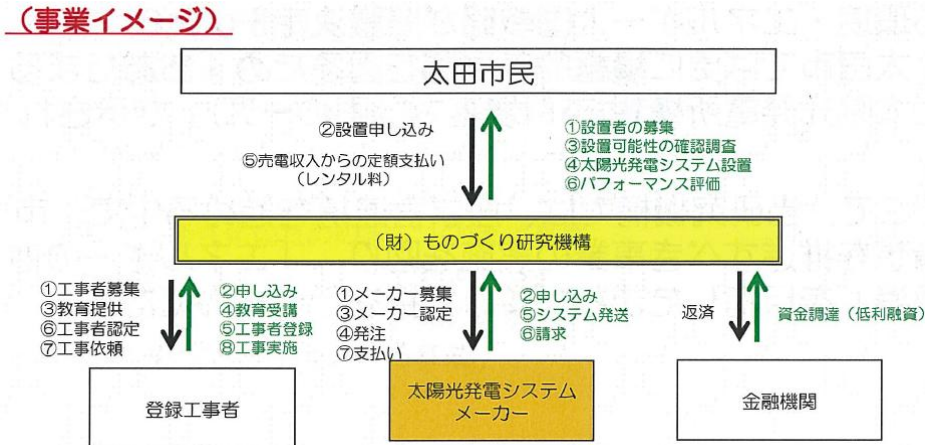 （事業イメージ）
太田市民
②設置申し込み
⑤売電収入からの定額支払い
（レンタル料）
①設置者の募集
③設置可能性の確認調査
④太陽光発電システム設置
⑥パフォーマンス評価
（財）ものづくり研究機構
①工事者募集
③教育提供
⑥工事者認定
⑦工事依頼
②申し込み
④教育受講
⑤工事者登録
⑧工事実施
①メーカー募集
③メーカー認定
④発注
⑦支払い
②申し込み
⑤システム発送
⑥請求
返済
資金調達（低利融資）
登録工事者
太陽光発電システム
メーカー
金融機関